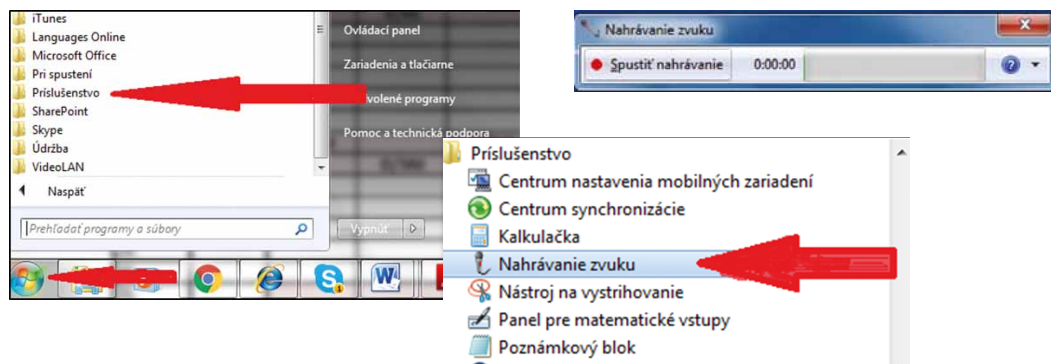 iTunes
Languages Online
Microsoft Office
Pri spustení
Príslušenstvo
SharePoint
Skype
Údržba
VideoLAN
Naspäť
Prehľadať programy a súbory
Ovládací panel
Zariadenia a tlačiarne
programy
Pomoc a technická podpora
Vypnúť
Nahrávanie zvuku
Spustiť nahrávanie 0:00:00
Príslušenstvo
Centrum nastavenia mobilných zariadení
Centrum synchronizácie
Kalkulačka
Nahrávanie zvuku
Nástroj na vystrihovanie
Panel pre matematické vstupy
Poznámkový blok